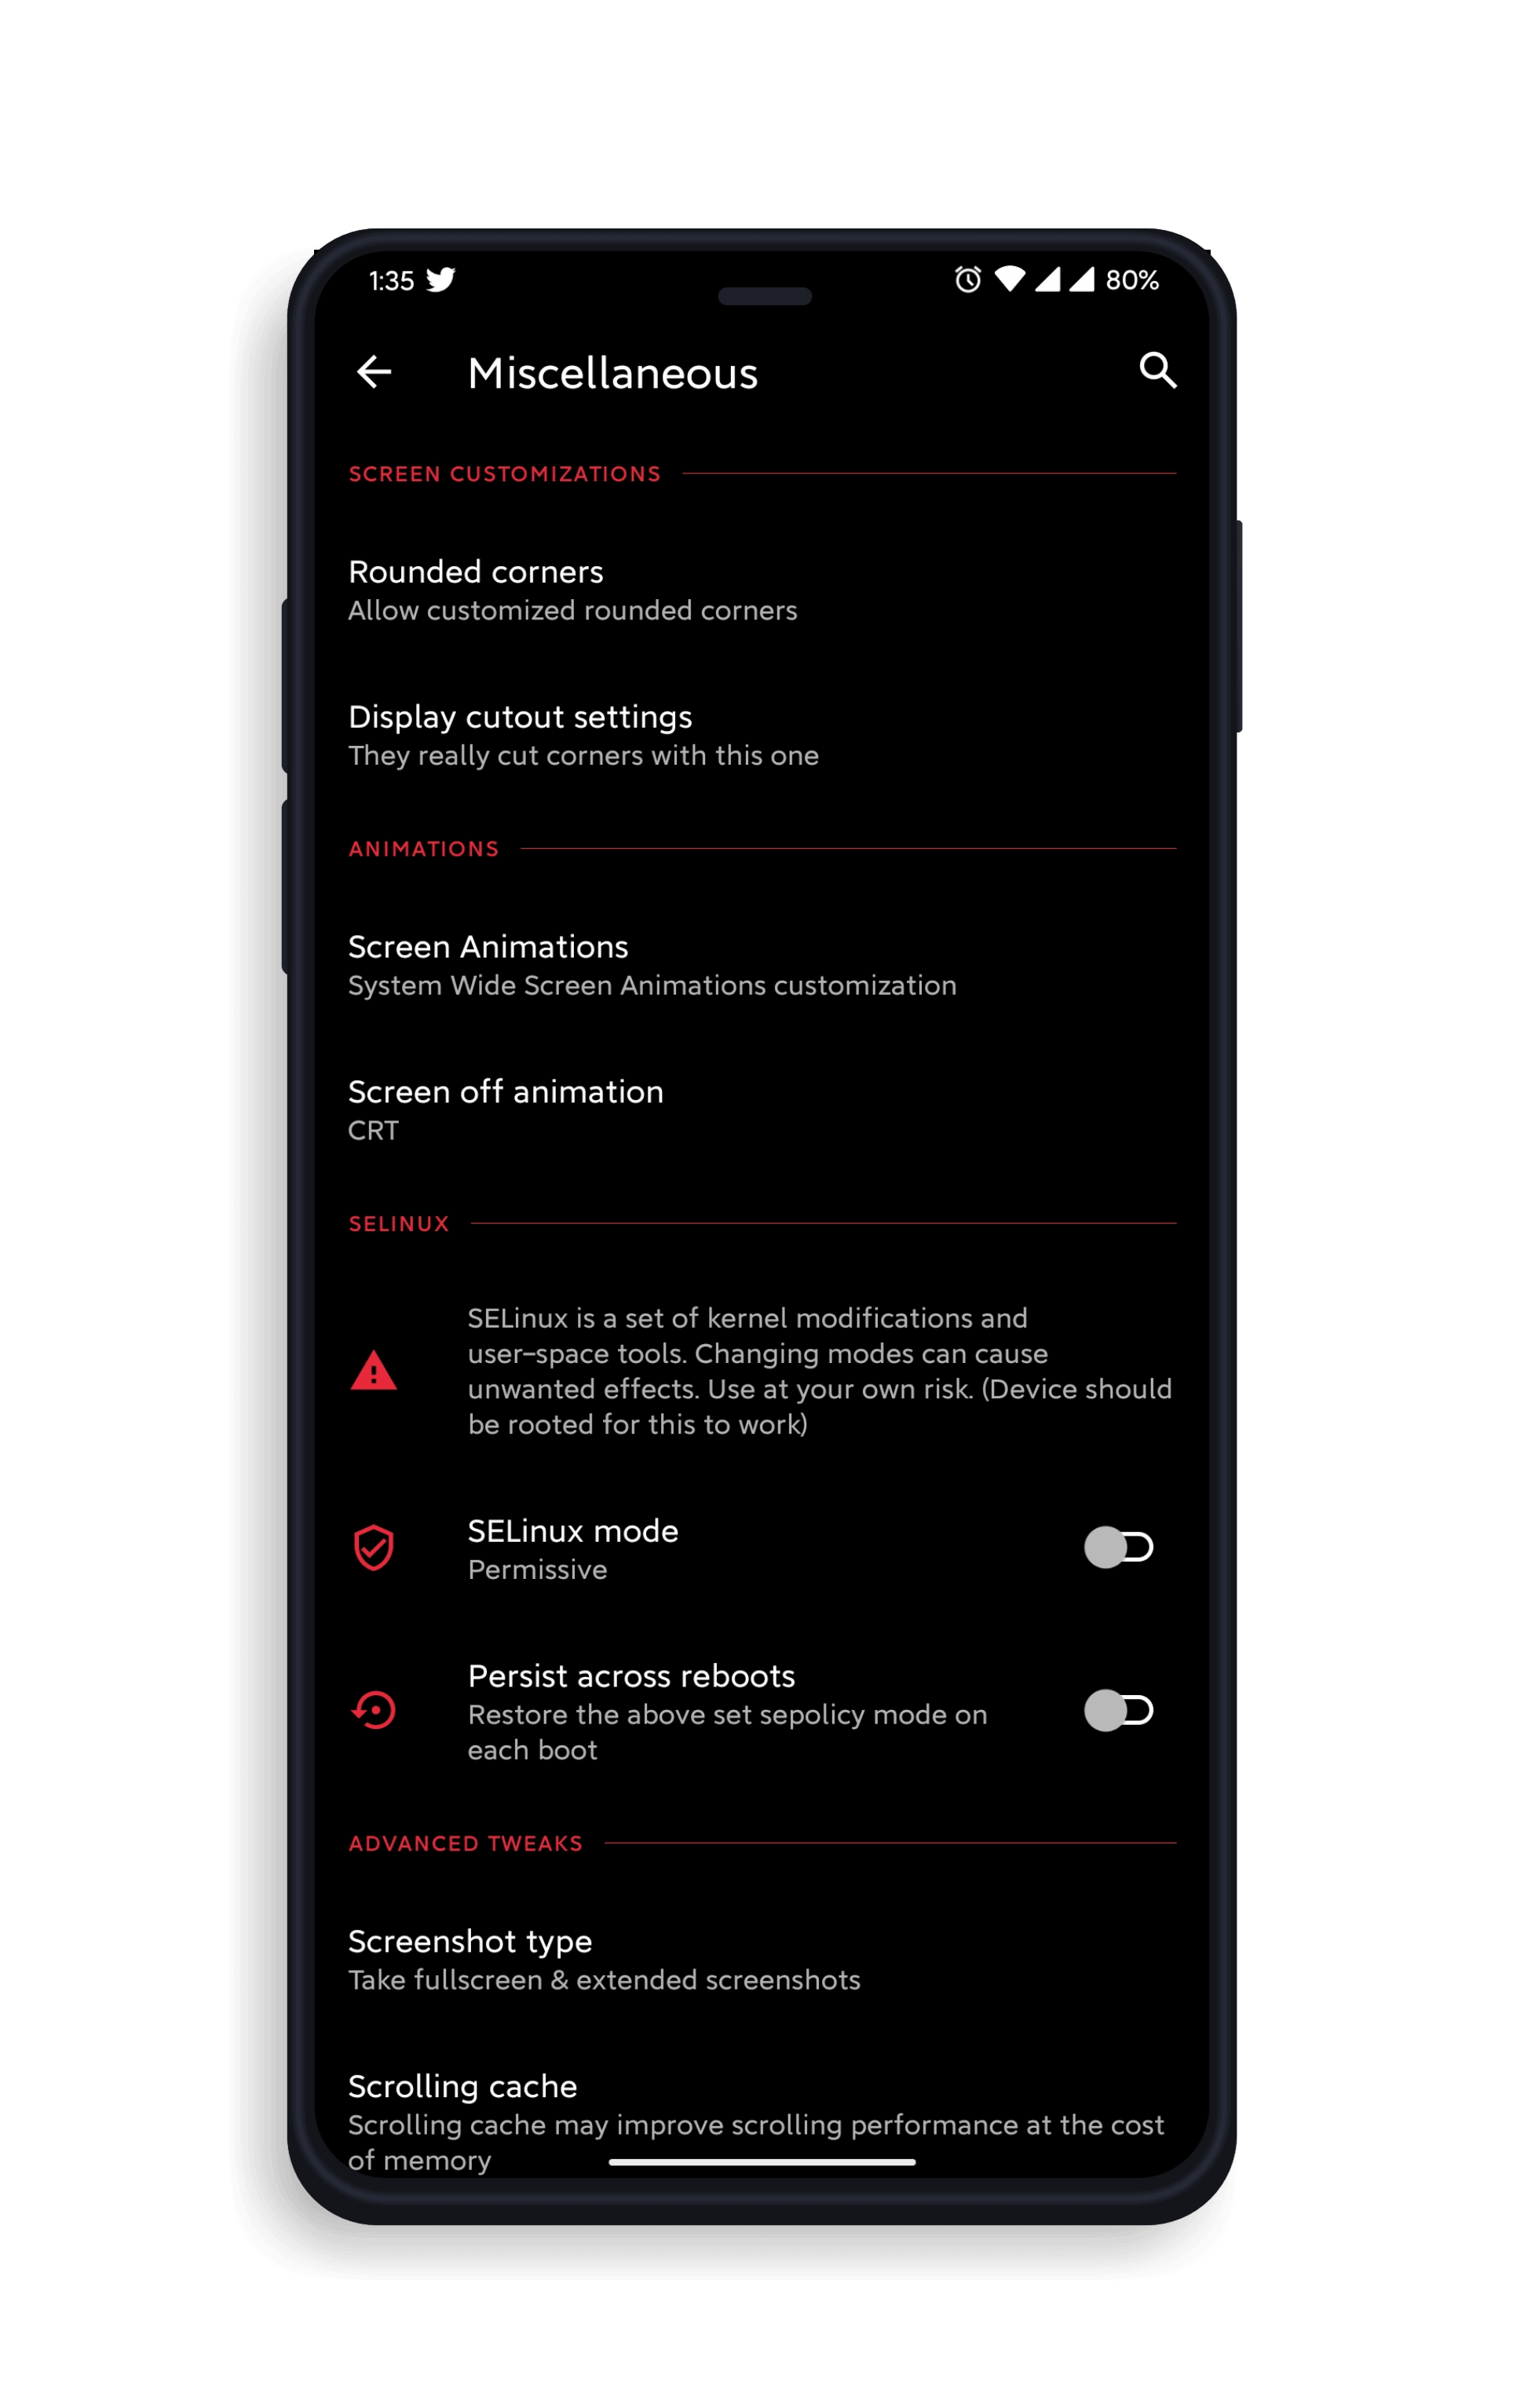 1:35 80%
Miscellaneous
SCREEN CUSTOMIZATIONS
Rounded corners
Allow customized rounded corners
Display cutout settings
They really cut corners with this one
ANIMATIONS
Screen Animations
System Wide Screen Animations customization
Screen off animation
CRT
SELINUX
SELinux is a set of kernel modifications and
user-space tools. Changing modes can cause
unwanted effects. Use at your own risk. (Device should
be rooted for this to work)
SELinux mode
Permissive
Persist across reboots
Restore the above set sepolicy mode on
each boot
ADVANCED TWEAKS
Screenshot type
Take fullscreen & extended screenshots
Scrolling cache
Scrolling cache may improve scrolling performance at the cost
of memory